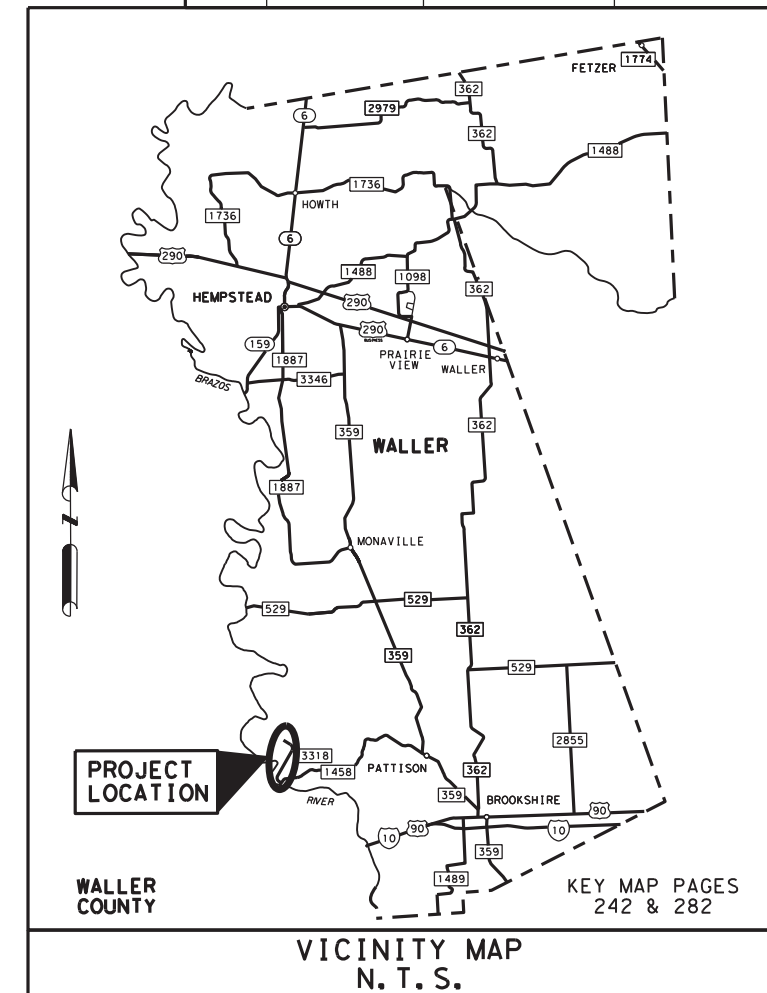 FETZER
1774
362
2979
6
362
1488
1736
HOWTH
1736
6
290
1488
1098
362
HEMPSTEAD
290
290
BUSINESS
159
6
PRAIRIE
VIEW
WALLER
1887
3346
BRAZOS
362
359
WALLER
1887
N
MONAVILLE
529
529
362
359
529
2855
3318
PROJECT
LOCATION
1458
PATTISON
362
359
BROOKSHIRE
RIVER
90
90
10
10
359
1489
WALLER
COUNTY
KEY MAP PAGES
242 & 282
VICINITY MAP
N. T. S.